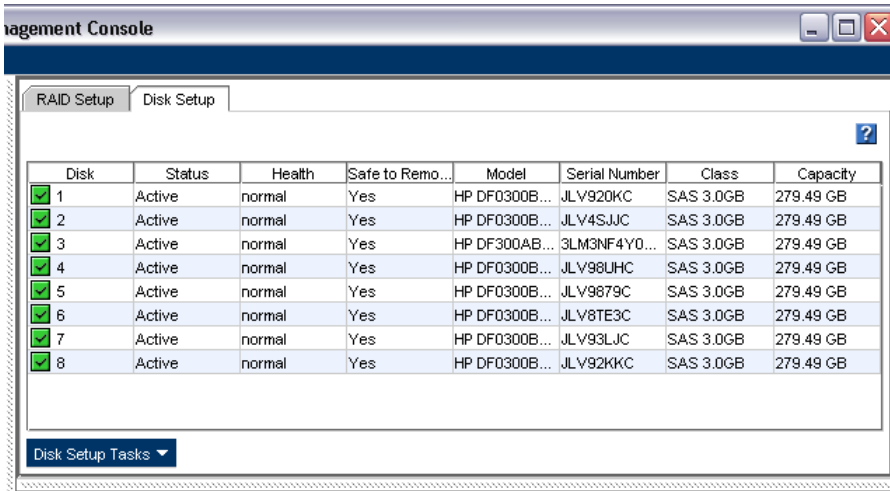 nagement Console
RAID Setup Disk Setup
?
Disk Status Health Safe to Remo... Model Serial Number Class Capacity
1 Active normal Yes HP DF0300B... JLV920KC SAS 3.0GB 279.49 GB
2 Active normal Yes HP DF0300B... JLV4SJJC SAS 3.0GB 279.49 GB
3 Active normal Yes HP DF300AB... 3LM3NF4Y0... SAS 3.0GB 279.49 GB
4 Active normal Yes HP DF0300B... JLV98UHC SAS 3.0GB 279.49 GB
5 Active normal Yes HP DF0300B... JLV9879C SAS 3.0GB 279.49 GB
6 Active normal Yes HP DF0300B... JLV8TE3C SAS 3.0GB 279.49 GB
7 Active normal Yes HP DF0300B... JLV93LJC SAS 3.0GB 279.49 GB
8 Active normal Yes HP DF0300B... JLV92KKC SAS 3.0GB 279.49 GB
Disk Setup Tasks